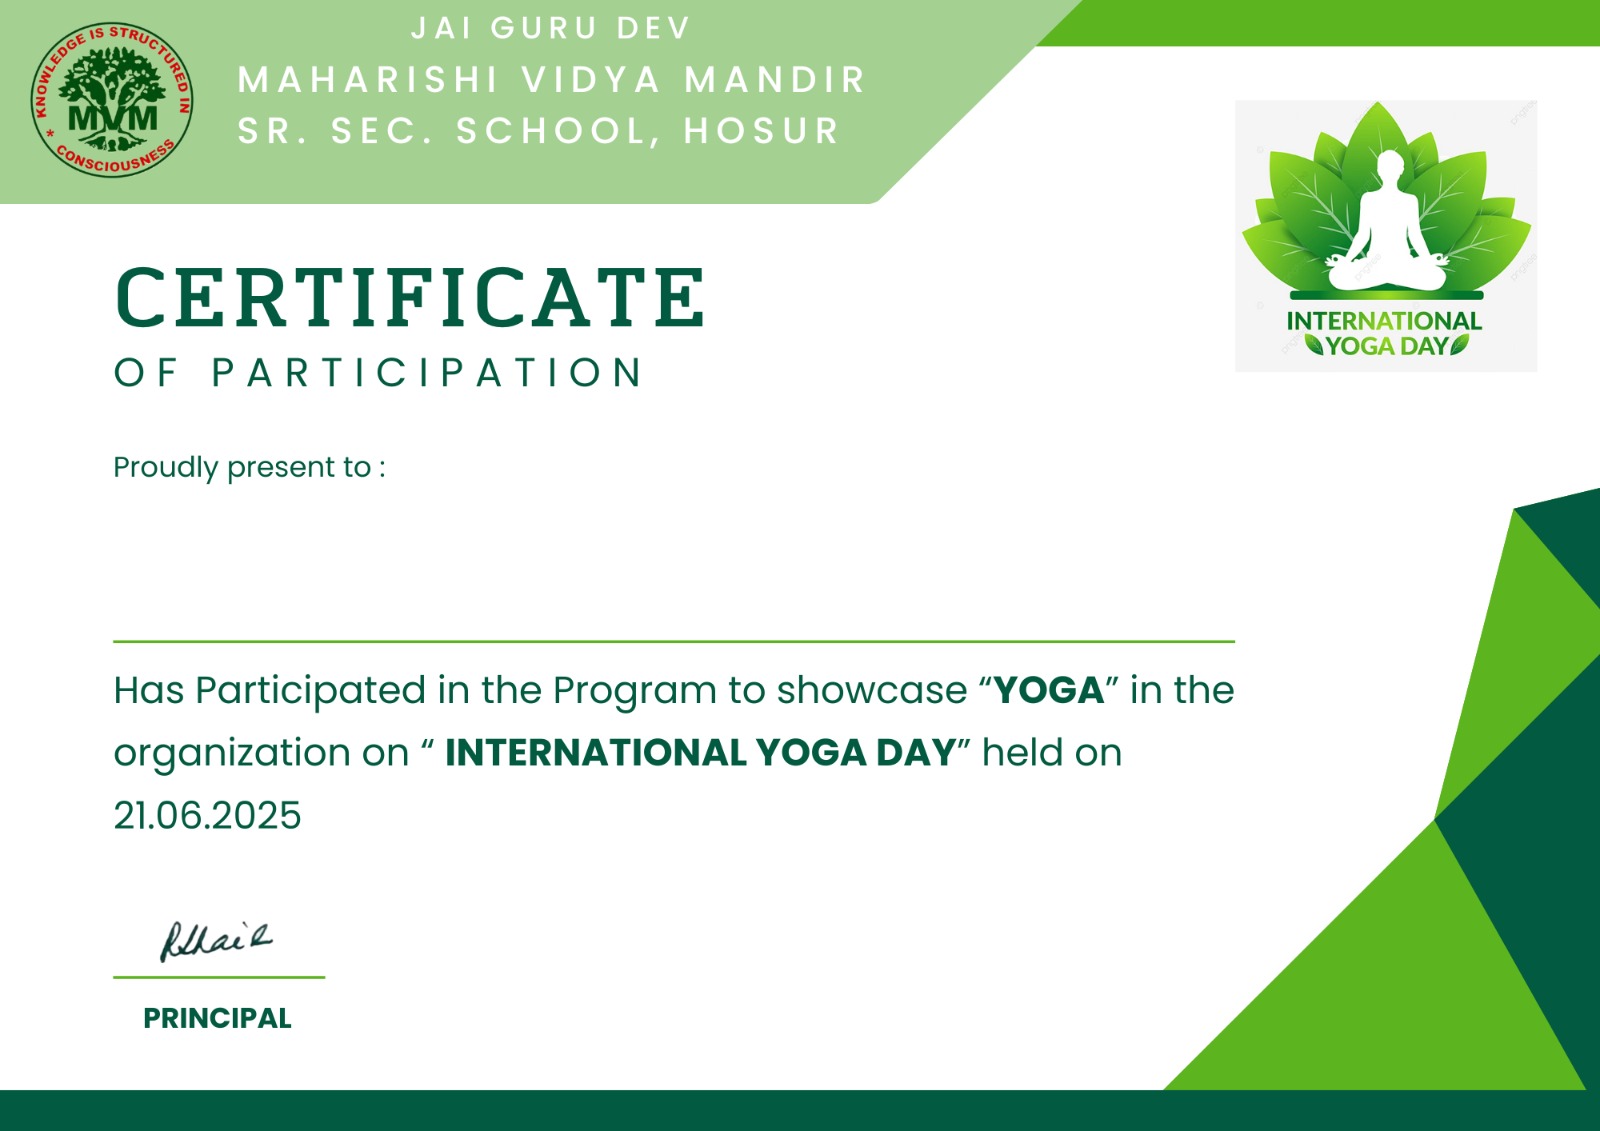 JAI GURU DEV
MAHARISHI VIDYA MANDIR
SR. SEC. SCHOOL, HOSUR
KNOWLEDGE IS STRUCTURED IN
MVM
* CONSCIOUSNESS
INTERNATIONAL
YOGA DAY
CERTIFICATE
OF PARTICIPATION
Proudly present to :
Has Participated in the Program to showcase “YOGA” in the
organization on “ INTERNATIONAL YOGA DAY” held on
21.06.2025
PRINCIPAL